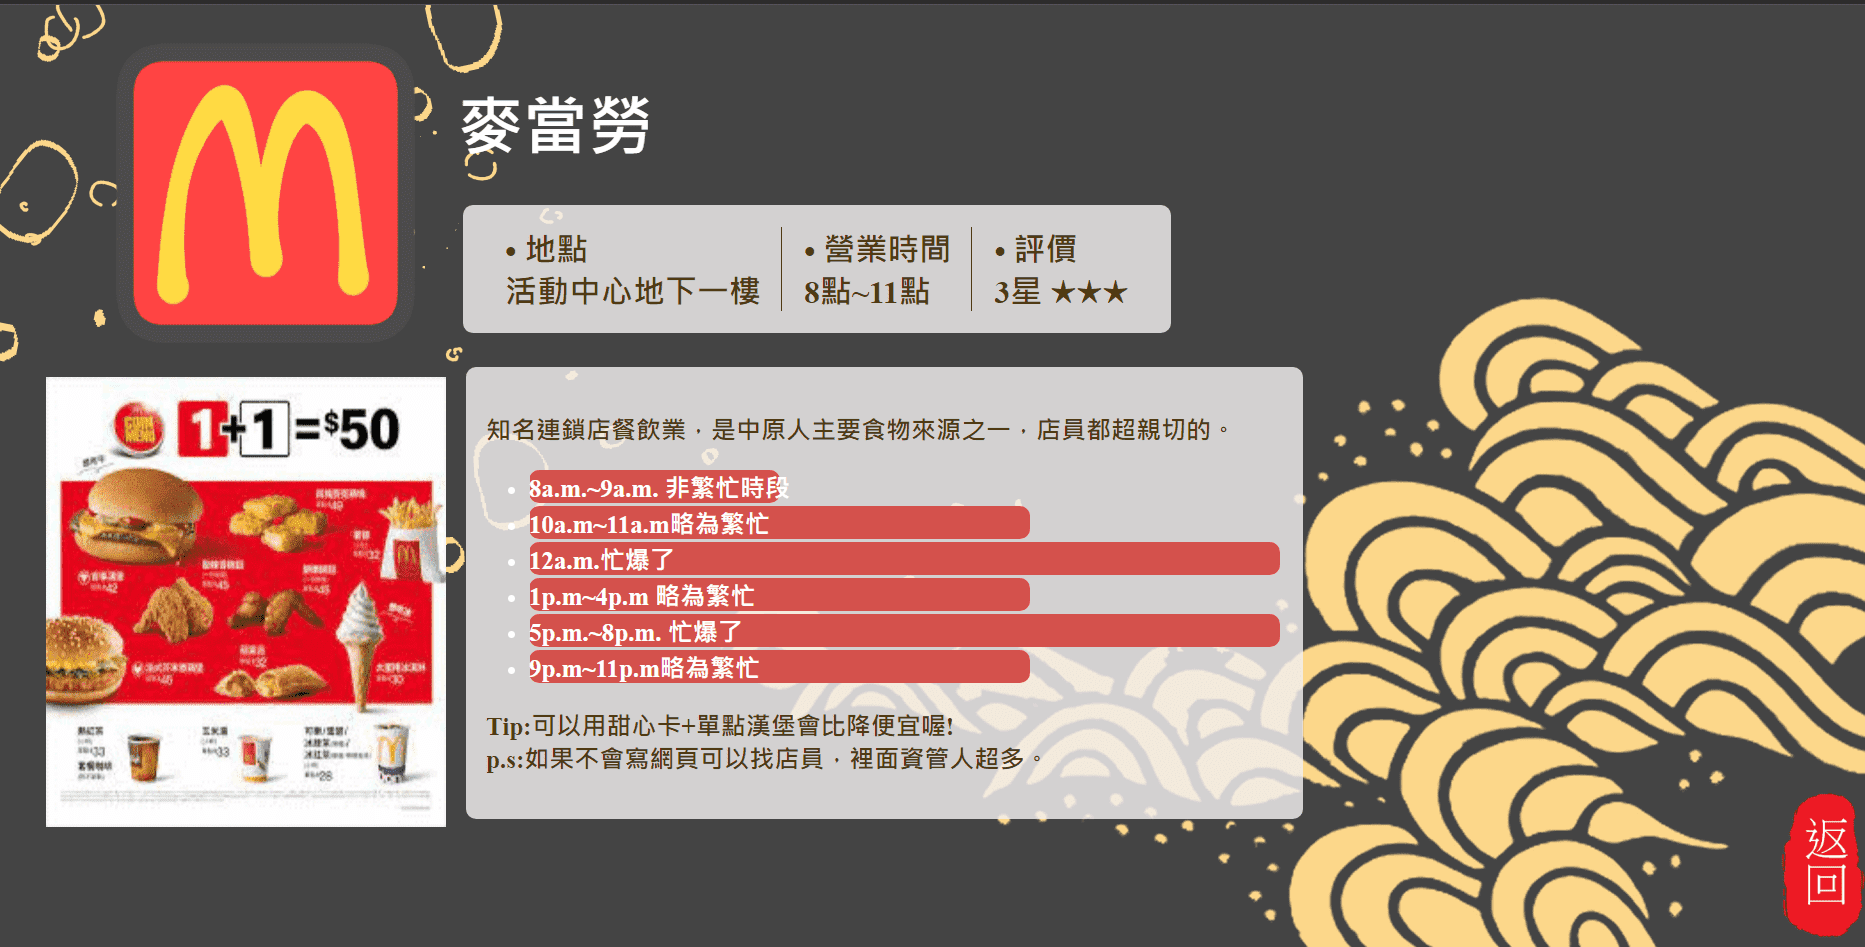 麥當勞
• 地點
活動中心地下一樓
• 營業時間
8點~11點
• 評價
3星 ★★★
1+1=$50
知名連鎖店餐飲業，是中原人主要食物來源之一，店員都超親切的。
8a.m.~9a.m. 非繁忙時段
10a.m~11a.m略為繁忙
12a.m.忙爆了
1p.m~4p.m 略為繁忙
5p.m.~8p.m. 忙爆了
9p.m~11p.m略為繁忙
Tip:可以用甜心卡+單點漢堡會比降便宜喔!
p.s:如果不會寫網頁可以找店員，裡面資管人超多。
返回